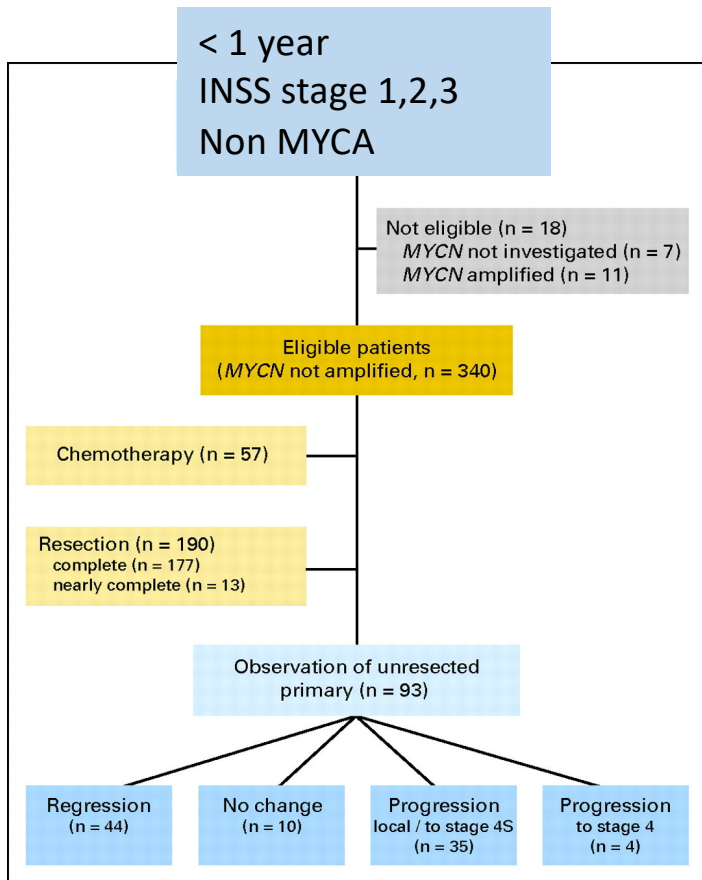 < 1 year
INSS stage 1,2,3
Non MYCA
Not eligible (n = 18)
MYCN not investigated (n = 7)
MYCN amplified (n = 11)
Eligible patients
(MYCN not amplified, n = 340)
Chemotherapy (n = 57)
Resection (n = 190)
complete (n = 177)
nearly complete (n = 13)
Observation of unresected
primary (n = 93)
Regression
(n = 44)
No change
(n = 10)
Progression
local / to stage 4S
(n = 35)
Progression
to stage 4
(n = 4)